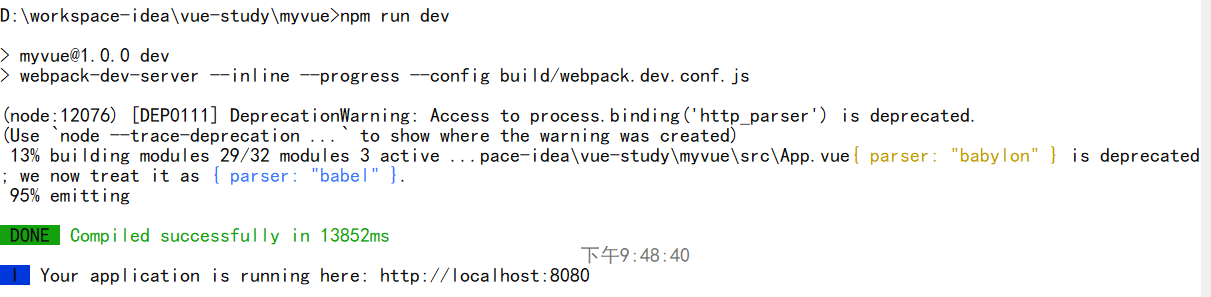 D:\workspace-idea\vue-study\myvue>npm run dev
> myvue@1.0.0 dev
> webpack-dev-server --inline --progress --config build/webpack.dev.conf.js
(node:12076) [DEP0111] DeprecationWarning: Access to process.binding('http_parser') is deprecated.
(Use `node --trace-deprecation ...` to show where the warning was created)
13% building modules 29/32 modules 3 active ...pace-idea\vue-study\myvue\src\App.vue{ parser: "babylon" } is deprecated
; we now treat it as { parser: "babel" }.
95% emitting
DONE Compiled successfully in 13852ms
下午9:48:40
I Your application is running here: http://localhost:8080